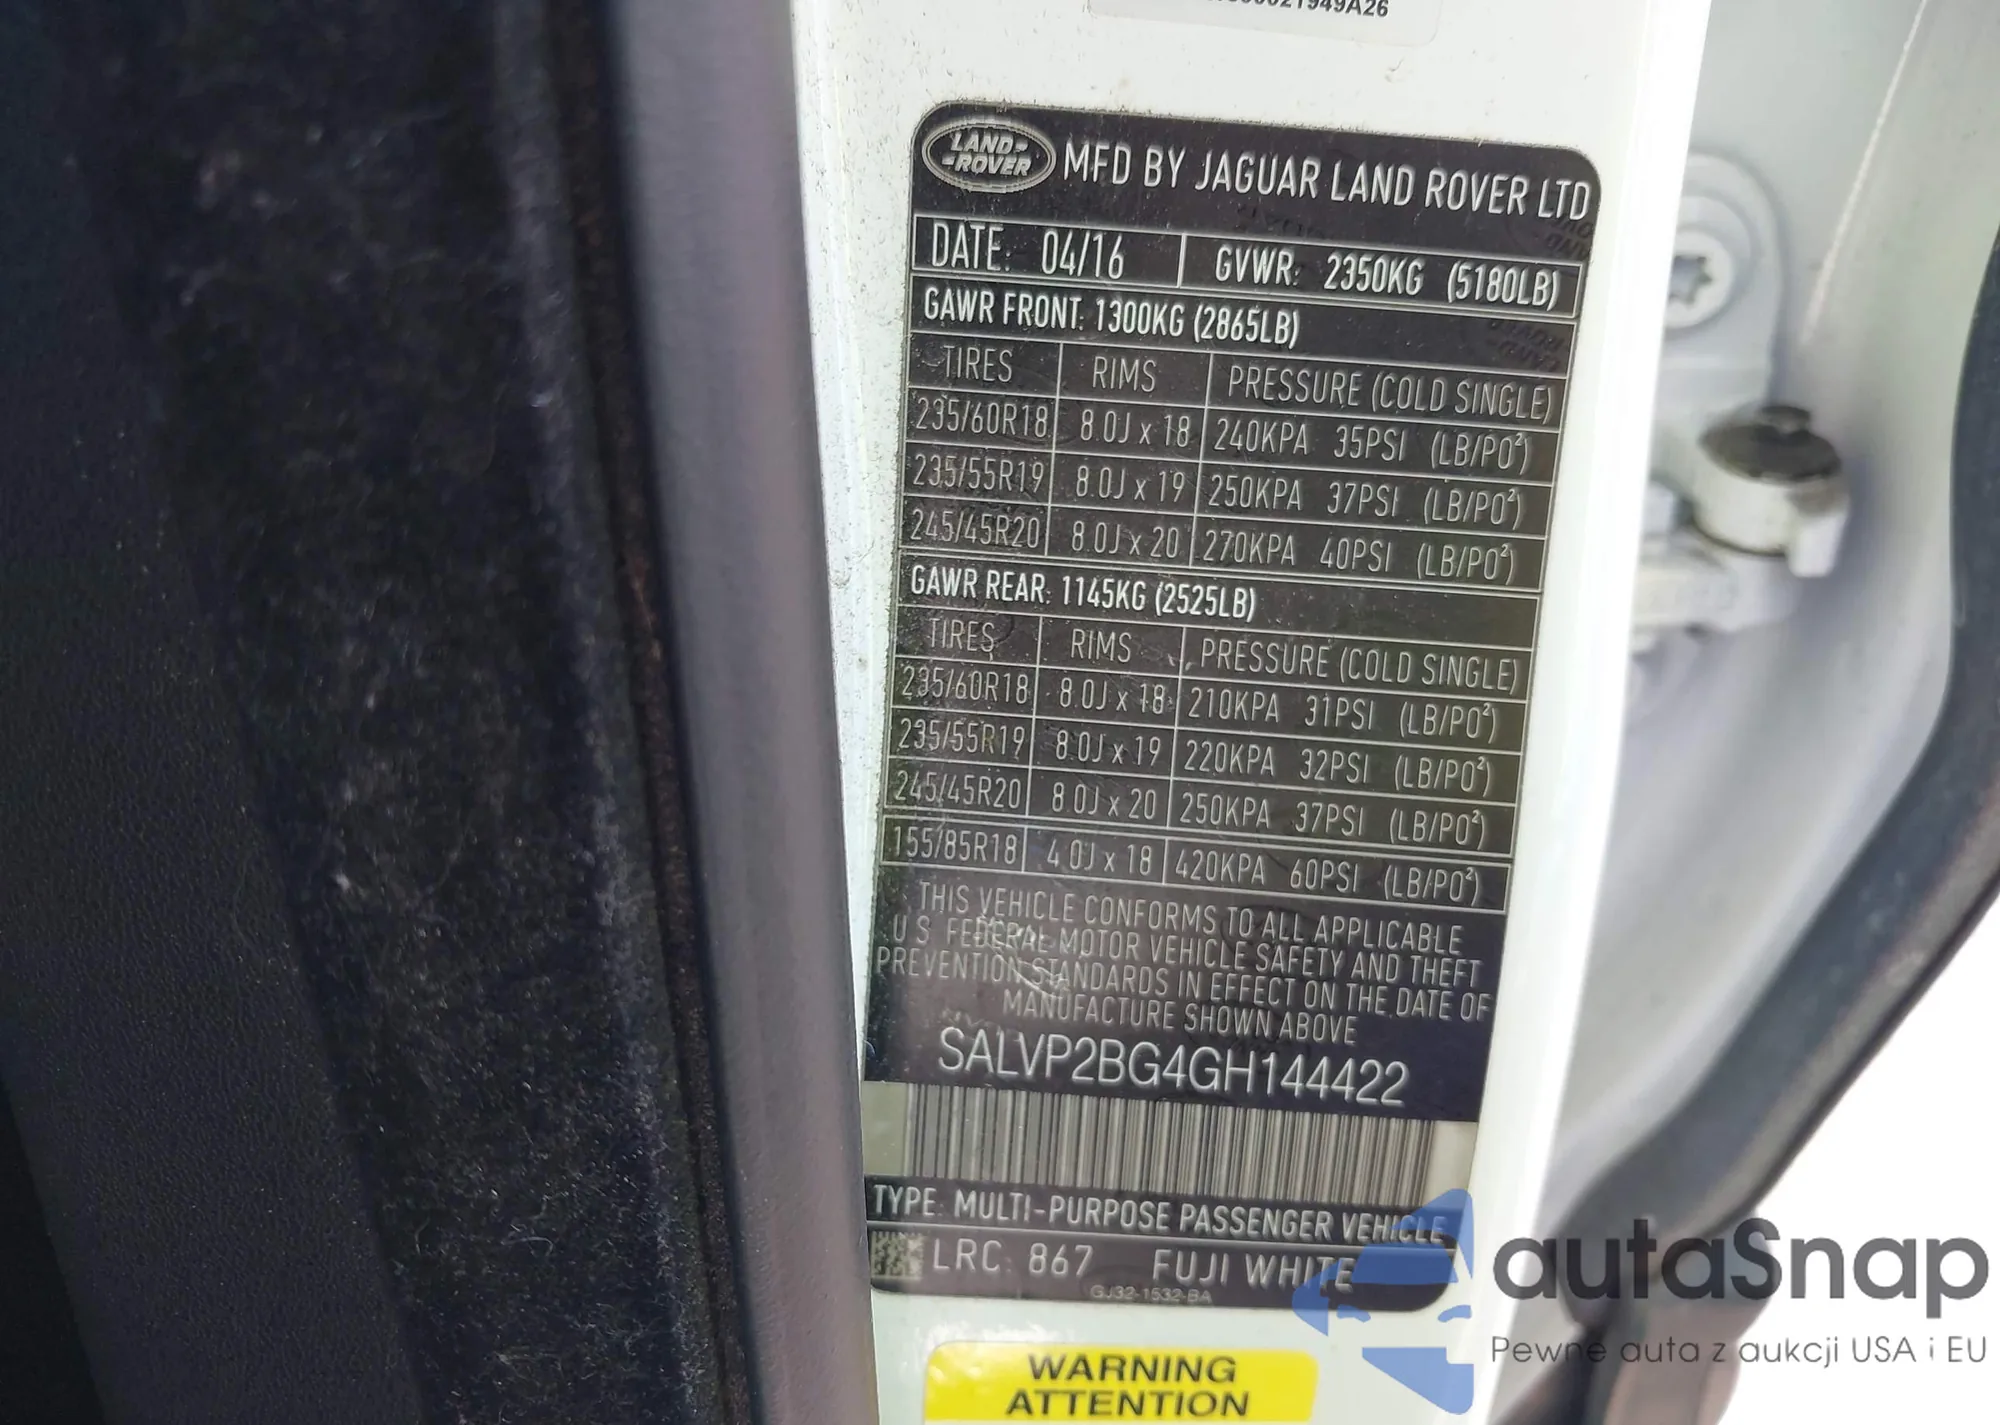 21949A26
LAND ROVER
MFD BY JAGUAR LAND ROVER LTD
DATE: 04/16 GVWR: 2350KG (5180LB)
GAWR FRONT: 1300KG (2865LB)
TIRES RIMS PRESSURE (COLD SINGLE)
235/60R18 8.0J x 18 240KPA 35PSI (LB/PO²)
235/55R19 8.0J x 19 250KPA 37PSI (LB/PO²)
245/45R20 8.0J x 20 270KPA 40PSI (LB/PO²)
GAWR REAR: 1145KG (2525LB)
TIRES RIMS PRESSURE (COLD SINGLE)
235/60R18 8.0J x 18 210KPA 31PSI (LB/PO²)
235/55R19 8.0J x 19 220KPA 32PSI (LB/PO²)
245/45R20 8.0J x 20 250KPA 37PSI (LB/PO²)
155/85R18 4.0J x 18 420KPA 60PSI (LB/PO²)
THIS VEHICLE CONFORMS TO ALL APPLICABLE
U.S. FEDERAL MOTOR VEHICLE SAFETY AND THEFT
PREVENTION STANDARDS IN EFFECT ON THE DATE OF
MANUFACTURE SHOWN ABOVE
SALVP2BG4GH144422
TYPE: MULTI-PURPOSE PASSENGER VEHICLE
LRC: 867 FUJI WHITE
GJ32-1532-BA
WARNING
ATTENTION
autaSnap
Pewne auta z aukcji USA i EU